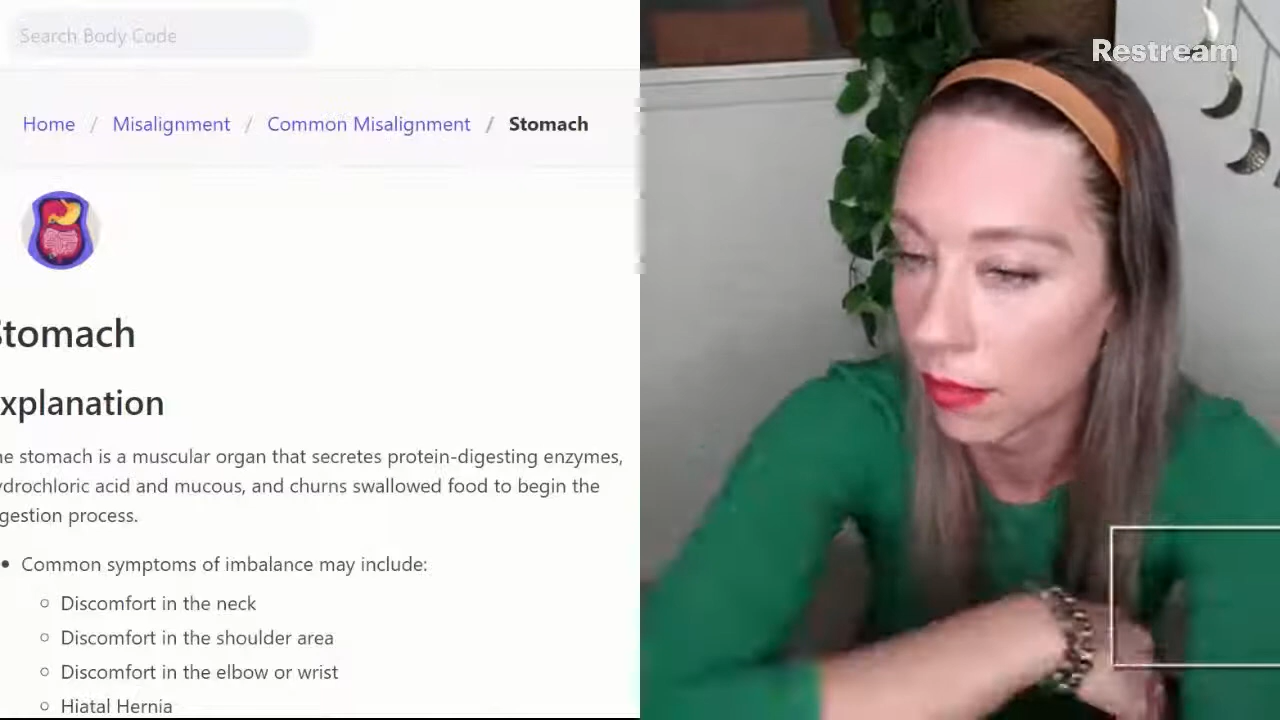 Search Body Code
Restream
Home / Misalignment / Common Misalignment / Stomach
tomach
xplanation
e stomach is a muscular organ that secretes protein-digesting enzymes,
drochloric acid and mucous, and churns swallowed food to begin the
gestion process.
• Common symptoms of imbalance may include:
○ Discomfort in the neck
○ Discomfort in the shoulder area
○ Discomfort in the elbow or wrist
○ Hiatal Hernia